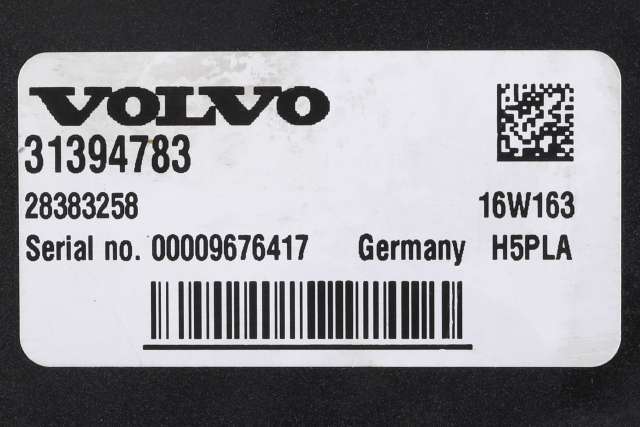 VOLVO
31394783
28383258 16W163
Serial no. 00009676417 Germany H5PLA